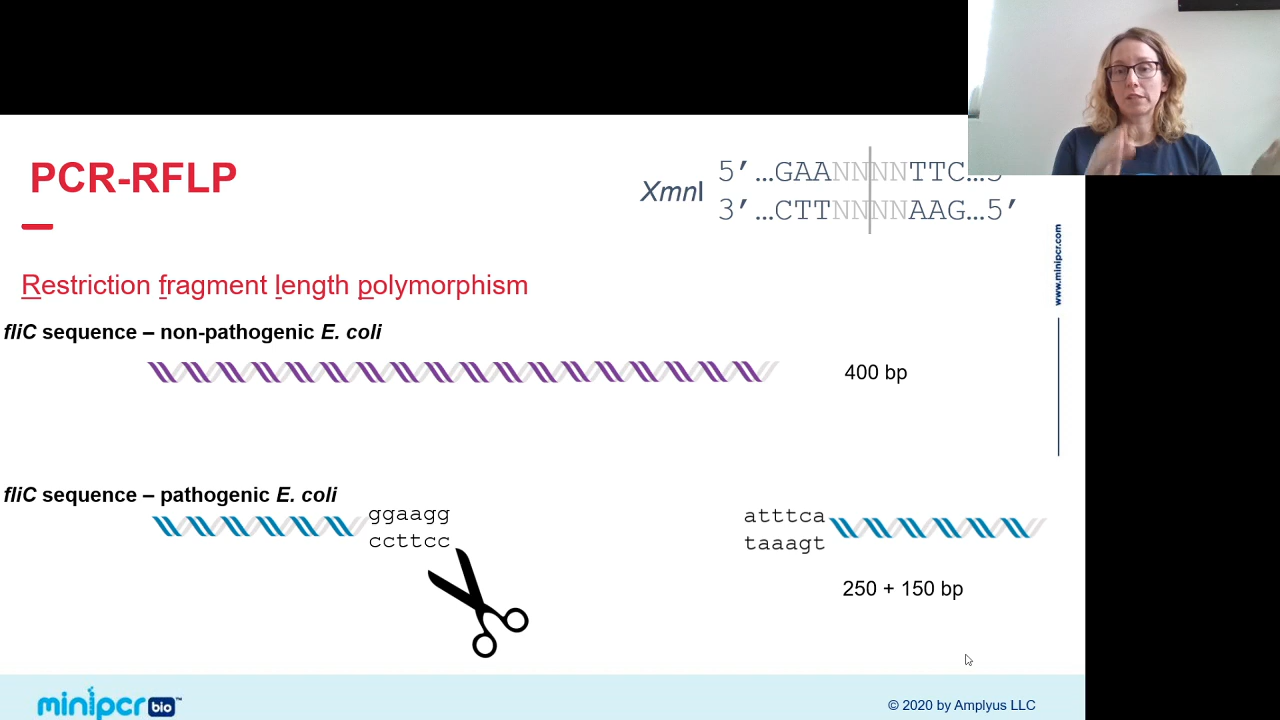 PCR-RFLP
XmnI
5′ …GAANNNNTTC…
3′ …CTTNNNNAAG…5′
www.minipcr.com
Restriction fragment length polymorphism
fliC sequence – non-pathogenic E. coli
400 bp
fliC sequence – pathogenic E. coli
ggaagg
ccttcc
atttca
taaagt
250 + 150 bp
minipcr bio™
© 2020 by Amplyus LLC